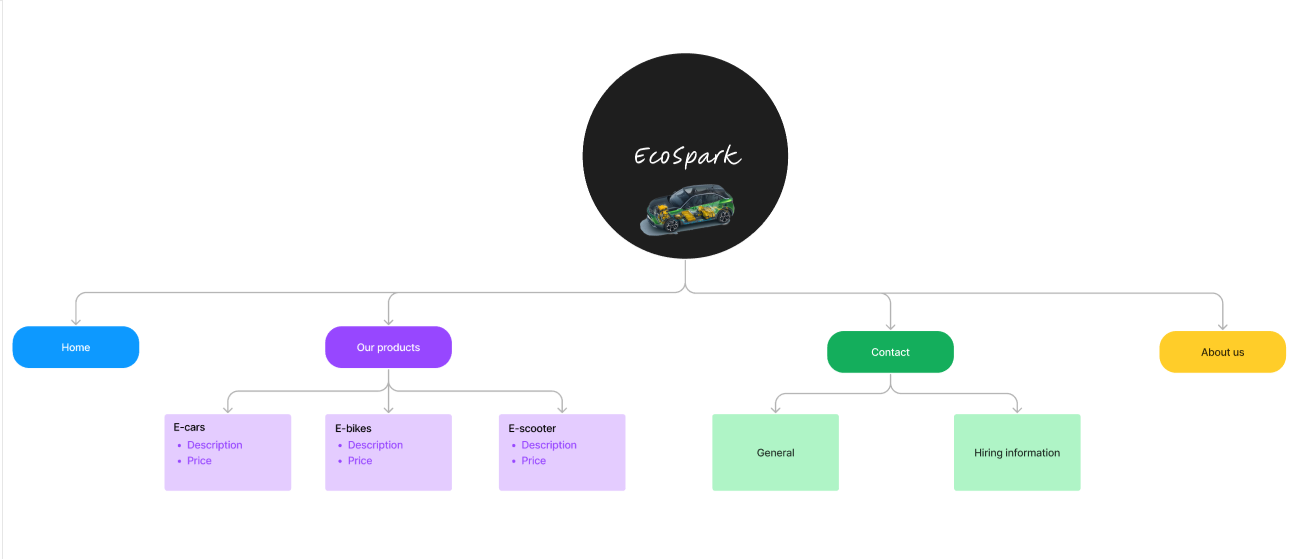 EcoSpark
Home
Our products
Contact
About us
E-cars
• Description
• Price
E-bikes
• Description
• Price
E-scooter
• Description
• Price
General
Hiring information